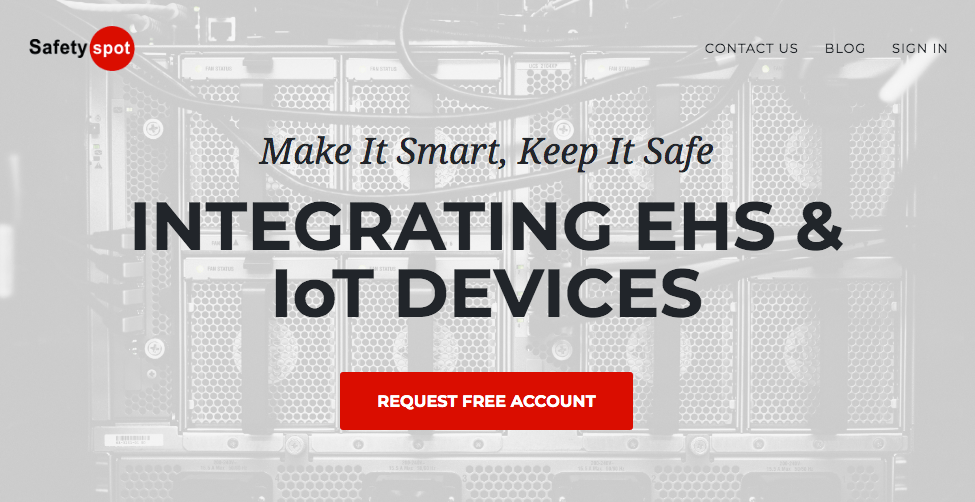 Safety spot
CONTACT US BLOG SIGN IN
Make It Smart, Keep It Safe
INTEGRATING EHS &
IoT DEVICES
REQUEST FREE ACCOUNT